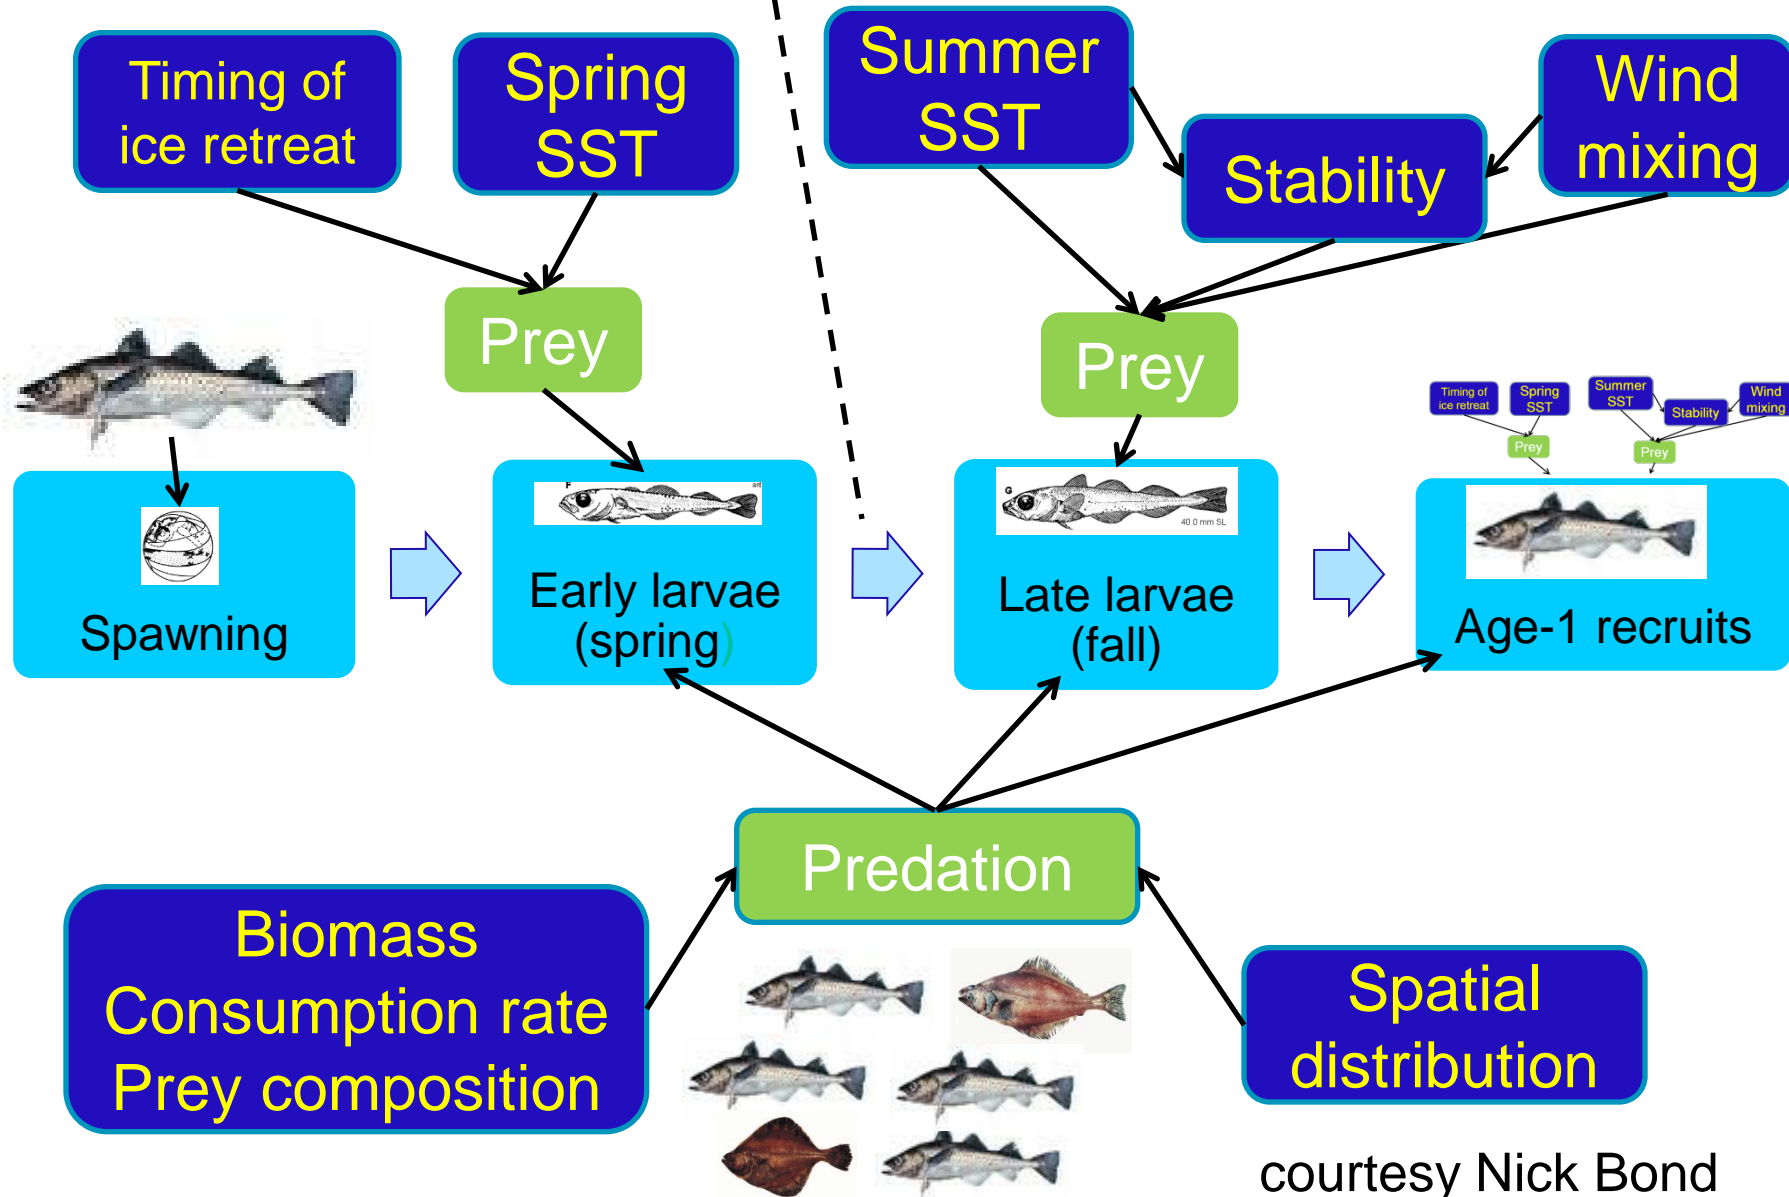 Timing of
ice retreat
Spring
SST
Summer
SST
Stability
Wind
mixing
Prey
Prey
Timing of
ice retreat
Spring
SST
Summer
SST
Stability
Wind
mixing
Prey
Prey
Spawning
F
Early larvae
(spring)
G
40.0 mm SL
Late larvae
(fall)
Age-1 recruits
Predation
Biomass
Consumption rate
Prey composition
Spatial
distribution
courtesy Nick Bond